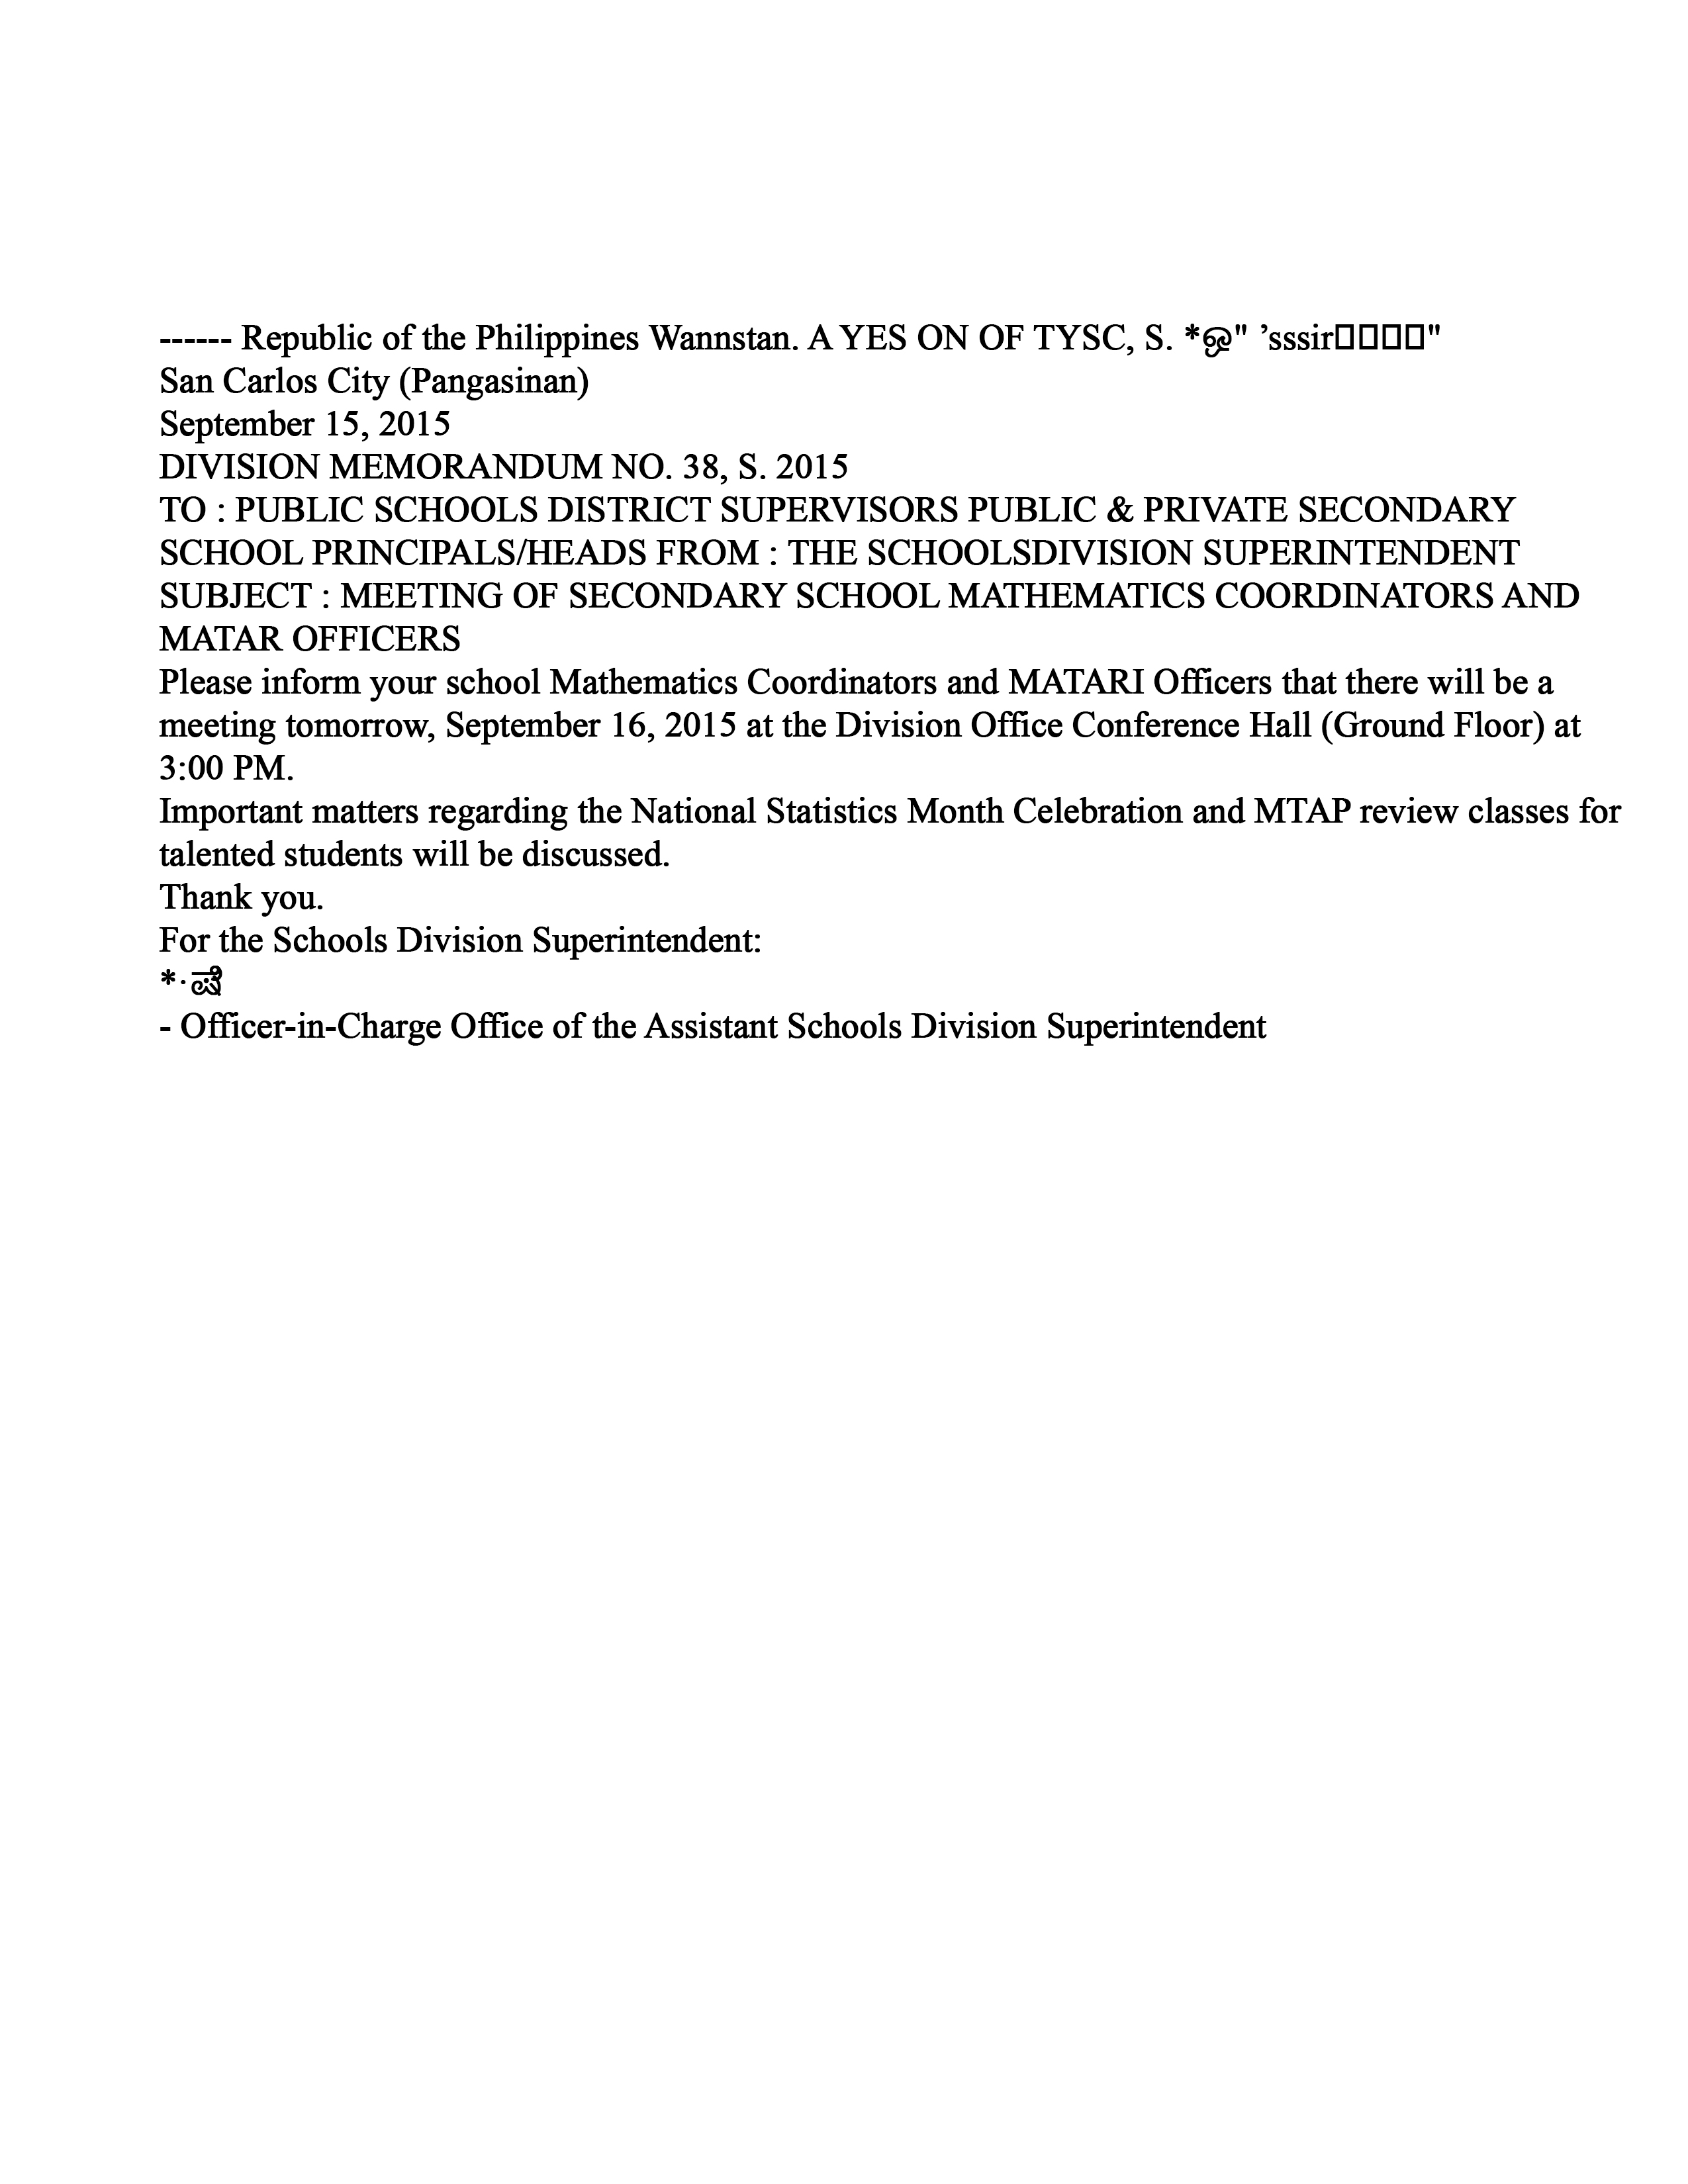 ------ Republic of the Philippines Wannstan. A YES ON OF TYSC, S. *ஒ" ’sssir▯▯▯▯"
San Carlos City (Pangasinan)
September 15, 2015
DIVISION MEMORANDUM NO. 38, S. 2015
TO : PUBLIC SCHOOLS DISTRICT SUPERVISORS PUBLIC & PRIVATE SECONDARY
SCHOOL PRINCIPALS/HEADS FROM : THE SCHOOLSDIVISION SUPERINTENDENT
SUBJECT : MEETING OF SECONDARY SCHOOL MATHEMATICS COORDINATORS AND
MATAR OFFICERS
Please inform your school Mathematics Coordinators and MATARI Officers that there will be a
meeting tomorrow, September 16, 2015 at the Division Office Conference Hall (Ground Floor) at
3:00 PM.
Important matters regarding the National Statistics Month Celebration and MTAP review classes for
talented students will be discussed.
Thank you.
For the Schools Division Superintendent:
*·ಷೆ
- Officer-in-Charge Office of the Assistant Schools Division Superintendent